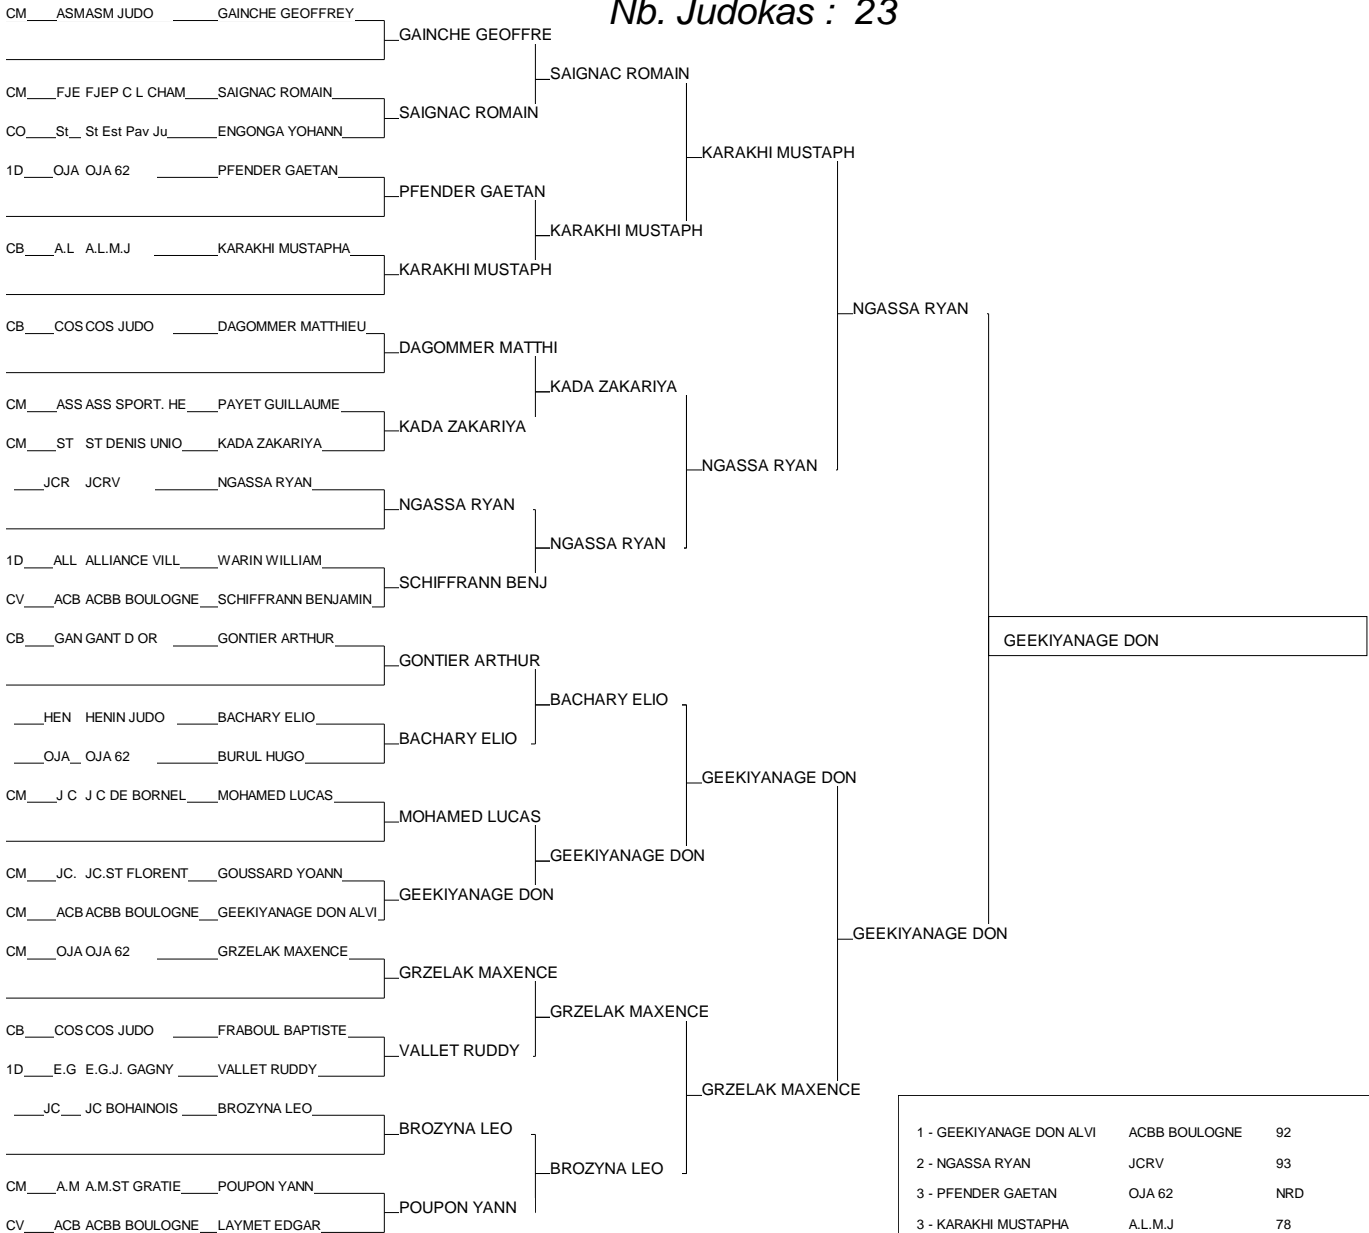 Nb. Judokas : 23
CM ASM ASM JUDO GAINCHE GEOFFREY
GAINCHE GEOFFRE
SAIGNAC ROMAIN
CM FJE FJEP C L CHAM SAIGNAC ROMAIN
SAIGNAC ROMAIN
CO St St Est Pav Ju ENGONGA YOHANN
KARAKHI MUSTAPH
1D OJA OJA 62 PFENDER GAETAN
PFENDER GAETAN
KARAKHI MUSTAPH
CB A.L A.L.M.J KARAKHI MUSTAPHA
KARAKHI MUSTAPH
NGASSA RYAN
CB COS COS JUDO DAGOMMER MATTHIEU
DAGOMMER MATTHI
KADA ZAKARIYA
CM ASS ASS SPORT. HE PAYET GUILLAUME
KADA ZAKARIYA
CM ST ST DENIS UNIO KADA ZAKARIYA
NGASSA RYAN
JCR JCRV NGASSA RYAN
NGASSA RYAN
NGASSA RYAN
1D ALL ALLIANCE VILL WARIN WILLIAM
SCHIFFRANN BENJ
CV ACB ACBB BOULOGNE SCHIFFRANN BENJAMIN
CB GAN GANT D OR GONTIER ARTHUR
GEEKIYANAGE DON
GONTIER ARTHUR
BACHARY ELIO
HEN HENIN JUDO BACHARY ELIO
BACHARY ELIO
OJA OJA 62 BURUL HUGO
GEEKIYANAGE DON
CM J C J C DE BORNEL MOHAMED LUCAS
MOHAMED LUCAS
GEEKIYANAGE DON
CM JC. JC.ST FLORENT GOUSSARD YOANN
GEEKIYANAGE DON
CM ACB ACBB BOULOGNE GEEKIYANAGE DON ALVI
GEEKIYANAGE DON
CM OJA OJA 62 GRZELAK MAXENCE
GRZELAK MAXENCE
GRZELAK MAXENCE
CB COS COS JUDO FRABOUL BAPTISTE
VALLET RUDDY
1D E.G E.G.J. GAGNY VALLET RUDDY
GRZELAK MAXENCE
JC JC BOHAINOIS BROZYNA LEO
BROZYNA LEO
BROZYNA LEO
CM A.M A.M.ST GRATIE POUPON YANN
POUPON YANN
CV ACB ACBB BOULOGNE LAYMET EDGAR
1 - GEEKIYANAGE DON ALVI ACBB BOULOGNE 92
2 - NGASSA RYAN JCRV 93
3 - PFENDER GAETAN OJA 62 NRD
3 - KARAKHI MUSTAPHA A.L.M.J 78